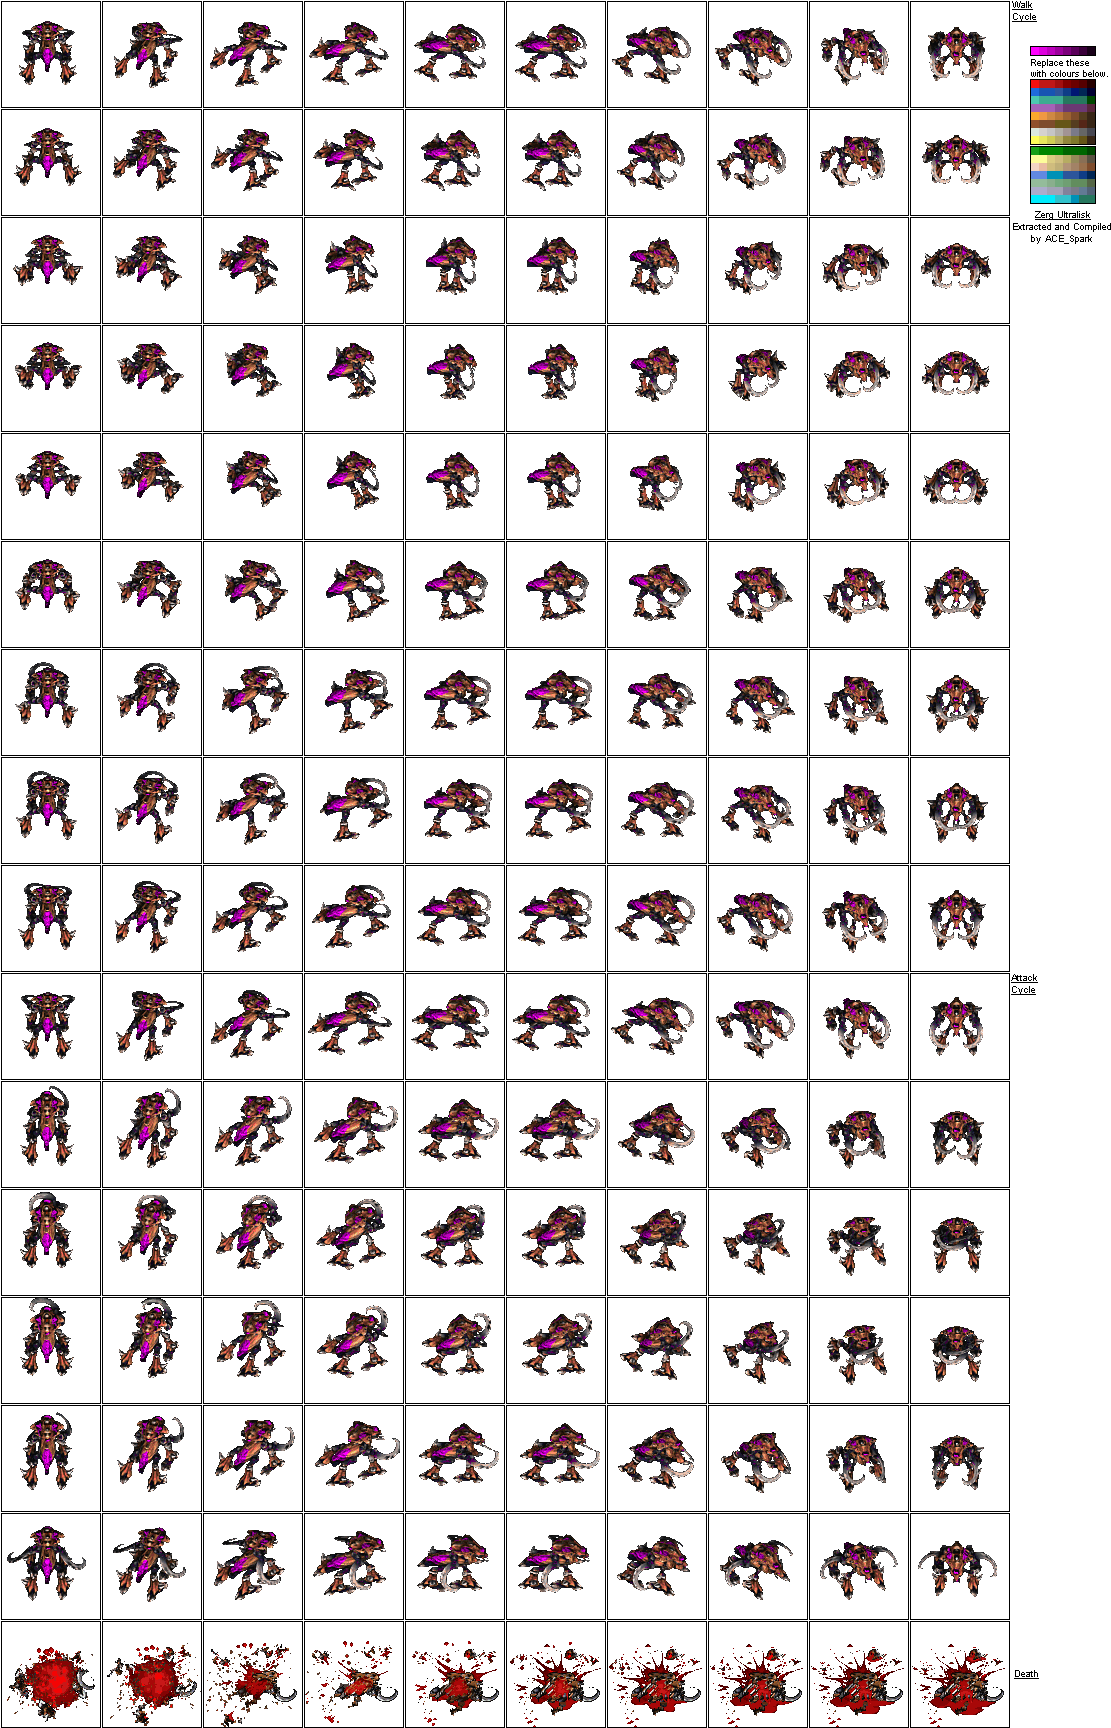 Walk
Cycle
Replace these
with colours below.
Zerg Ultralisk
Extracted and Compiled
by ACE_Spark
Attack
Cycle
Death